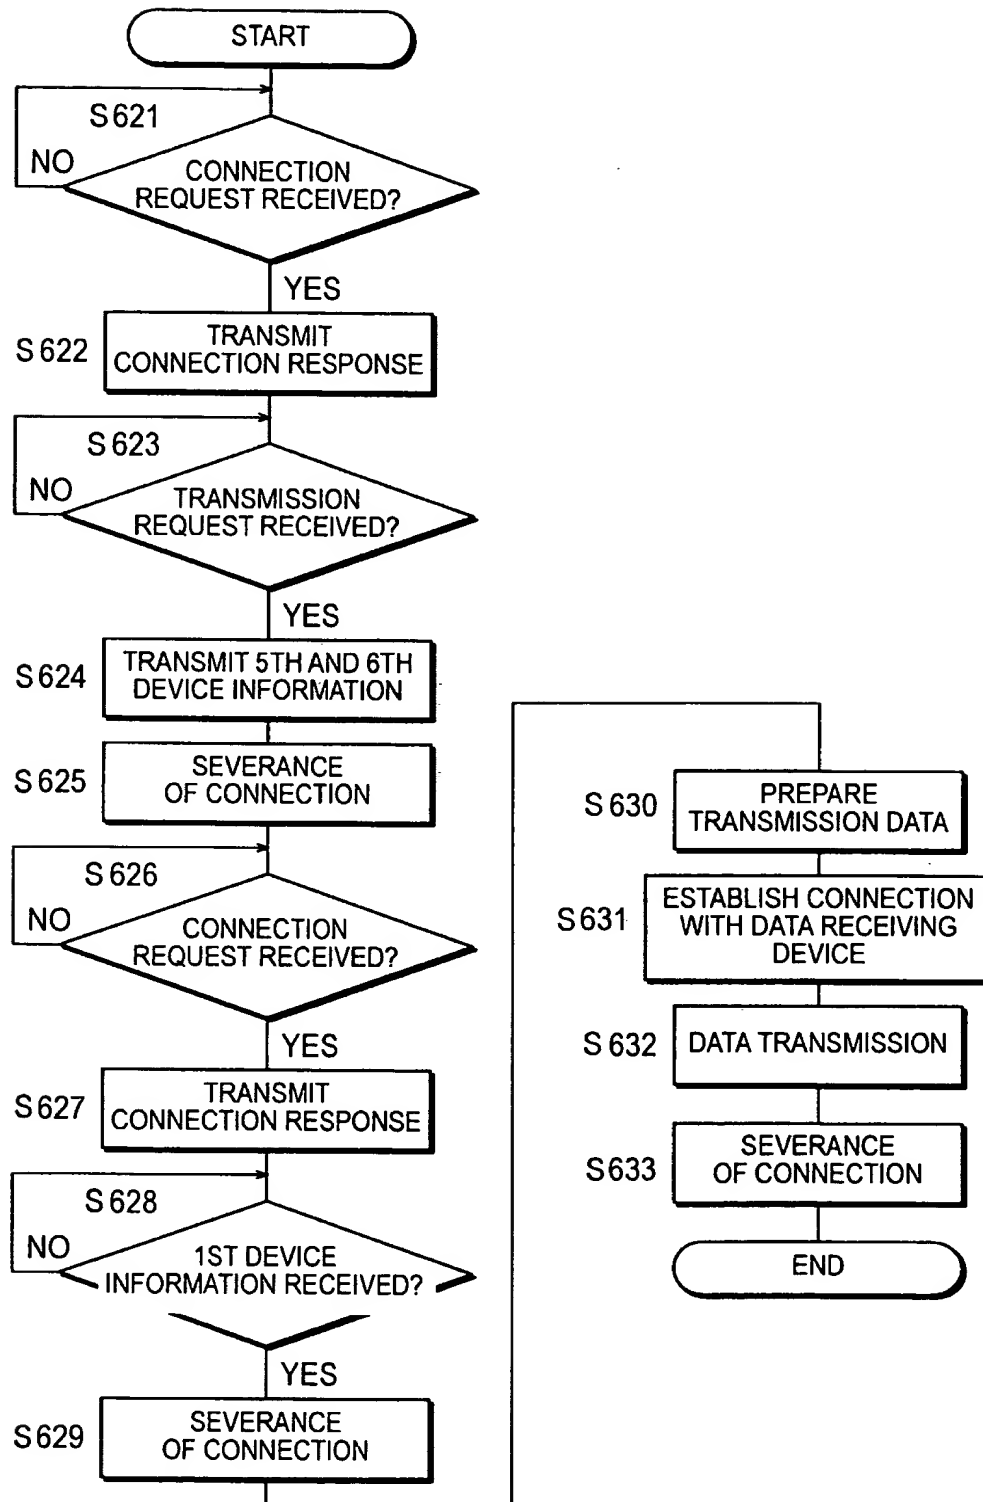 START
S621
NO
CONNECTION
REQUEST RECEIVED?
YES
S622
TRANSMIT
CONNECTION RESPONSE
S623
NO
TRANSMISSION
REQUEST RECEIVED?
YES
S624
TRANSMIT 5TH AND 6TH
DEVICE INFORMATION
S625
SEVERANCE
OF CONNECTION
S626
NO
CONNECTION
REQUEST RECEIVED?
YES
S627
TRANSMIT
CONNECTION RESPONSE
S628
NO
1ST DEVICE
INFORMATION RECEIVED?
YES
S629
SEVERANCE
OF CONNECTION
S630
PREPARE
TRANSMISSION DATA
S631
ESTABLISH CONNECTION
WITH DATA RECEIVING
DEVICE
S632
DATA TRANSMISSION
S633
SEVERANCE
OF CONNECTION
END